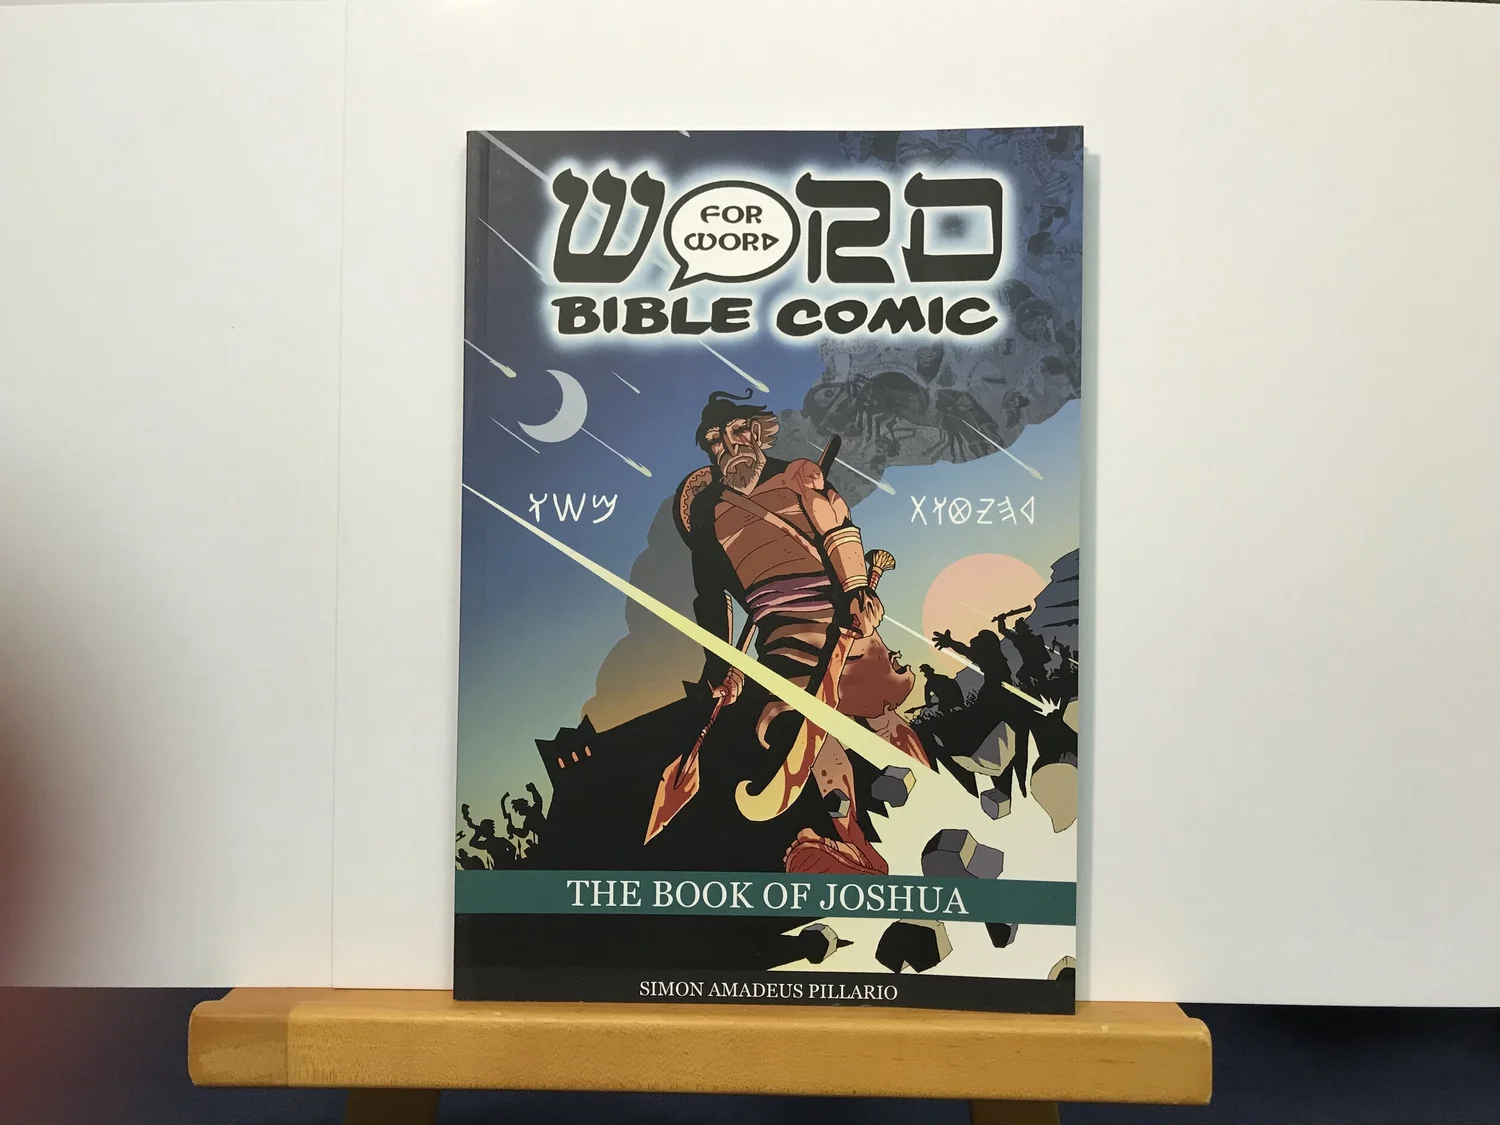 WORD
FOR
WORD
BIBLE COMIC
THE BOOK OF JOSHUA
SIMON AMADEUS PILLARIO